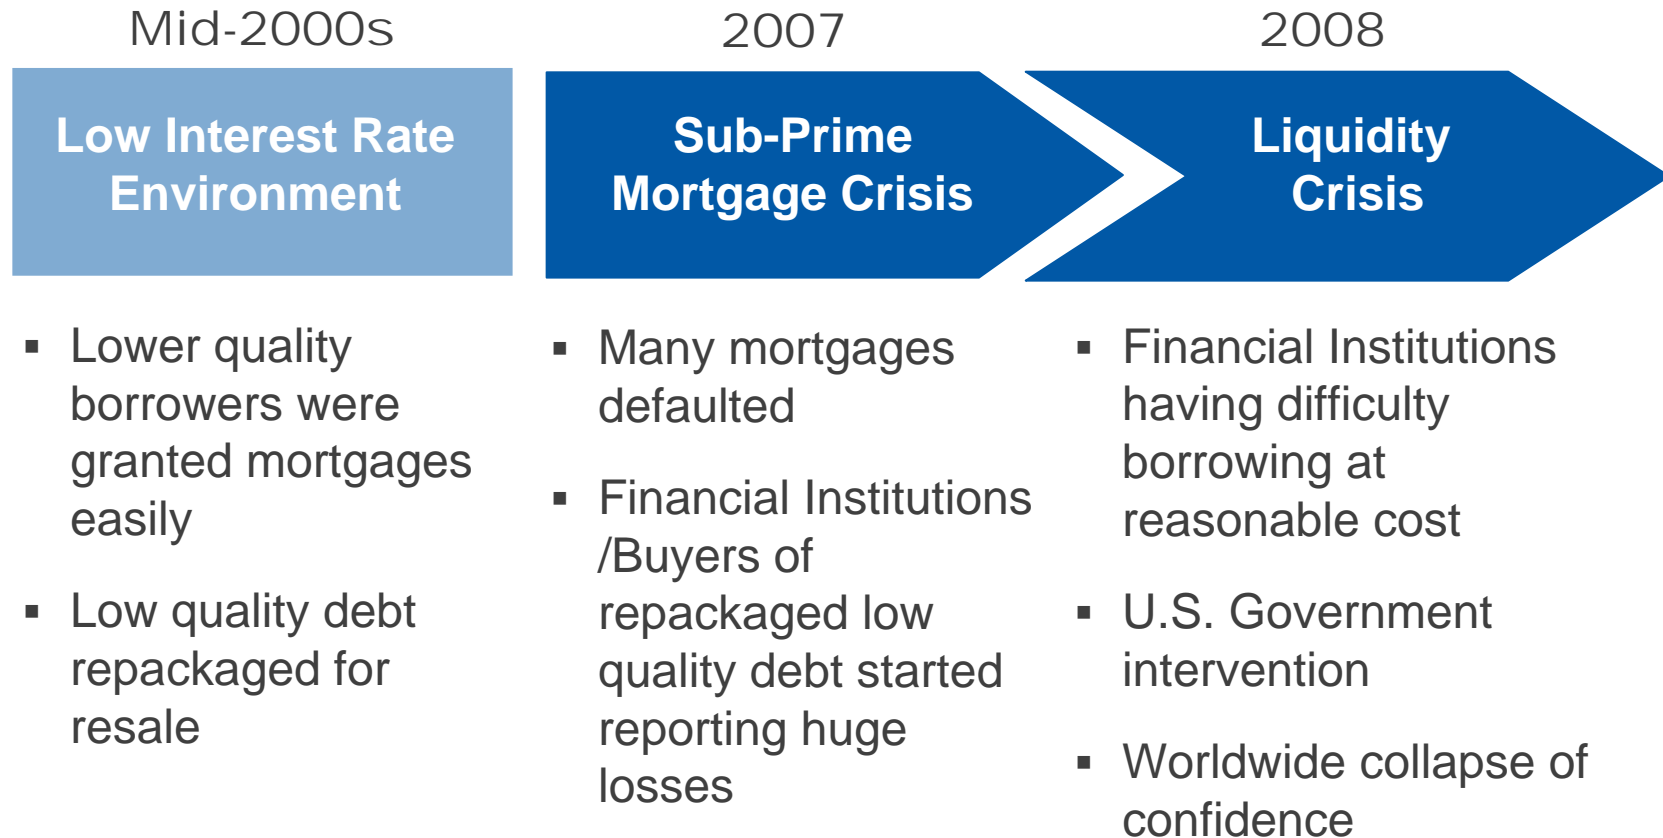 Mid-2000s
Low Interest Rate
Environment
▪ Lower quality
borrowers were
granted mortgages
easily
▪ Low quality debt
repackaged for
resale
2007
Sub-Prime
Mortgage Crisis
▪ Many mortgages
defaulted
▪ Financial Institutions
/Buyers of
repackaged low
quality debt started
reporting huge
losses
2008
Liquidity
Crisis
▪ Financial Institutions
having difficulty
borrowing at
reasonable cost
▪ U.S. Government
intervention
▪ Worldwide collapse of
confidence